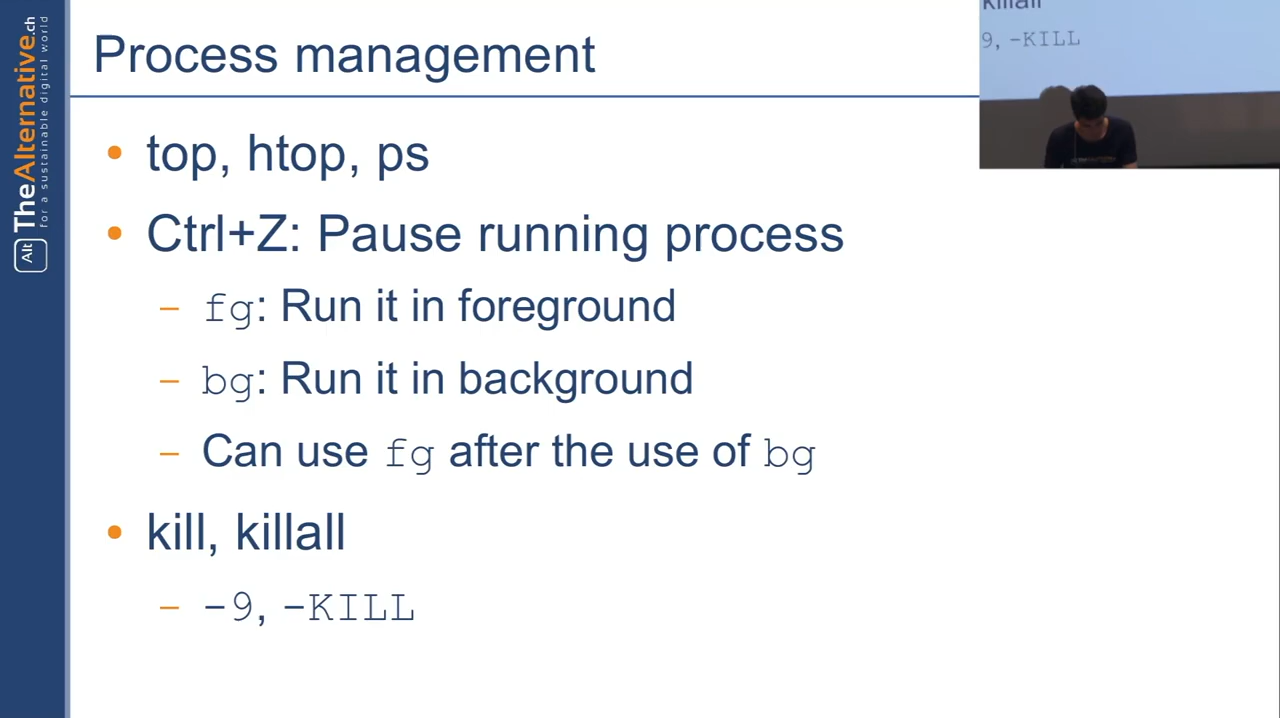 Process management
• top, htop, ps
• Ctrl+Z: Pause running process
– fg: Run it in foreground
– bg: Run it in background
– Can use fg after the use of bg
• kill, killall
– -9, -KILL
Alt TheAlternative.ch
for a sustainable digital world
killall
9, -KILL